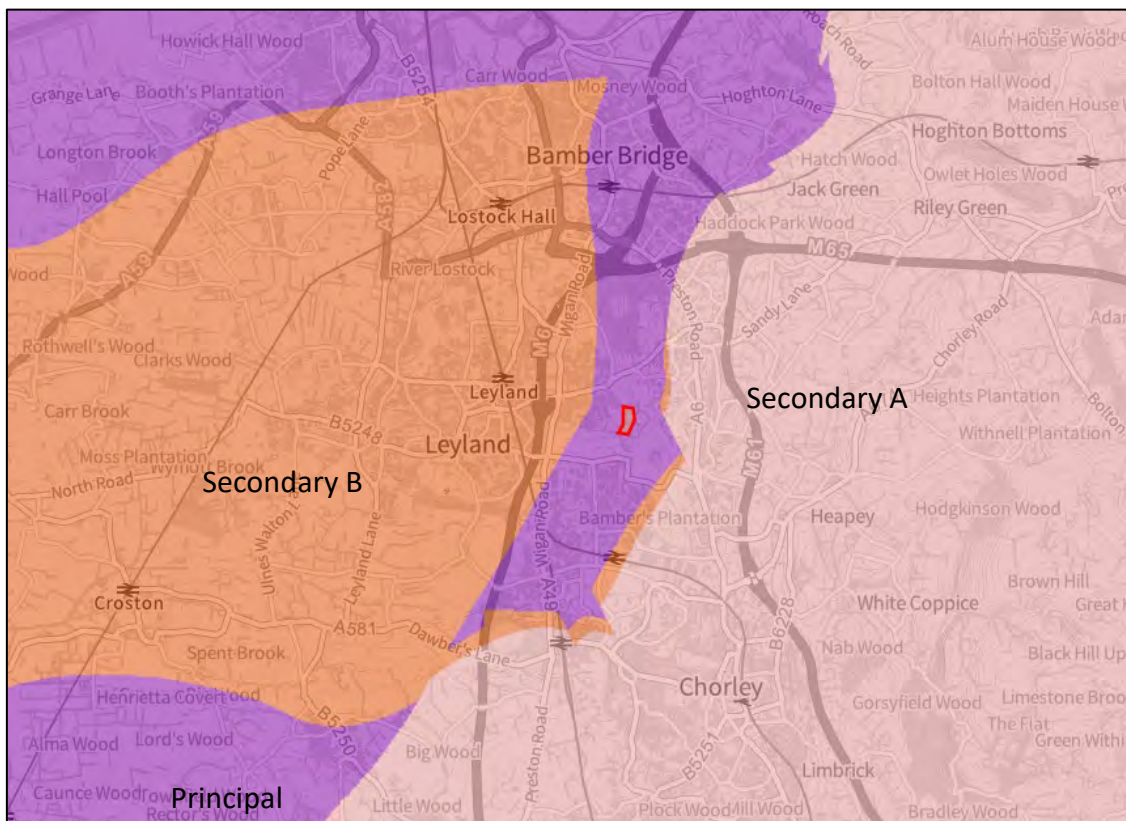 Howick Hall Wood
Alum House Wood
Carr Wood
B5254
Bolton Hall Wood
Mosney Wood
Grange Lane
Booth's Plantation
Hoghton Lane
Maiden House W
A59
Hoghton Bottoms
Longton Brook
Pope Lane
Bamber Bridge
Hatch Wood
Owlet Holes Wood
Jack Green
Hall Pool
A582
Lostock Hall
Riley Green
Haddock Park Wood
Wood
A59
River Lostock
M65
Wigan Road
Preston Road
Sandy Lane
Chorley Road
Rothwell's Wood
M6
Clarks Wood
Leyland
Secondary A
Heights Plantation
Carr Brook
A6
Bolton
B5248
Leyland
Withnell Plantation
Moss Plantation
M61
North Road
Secondary B
Hodgkinson Wood
Bamber's Plantation
Heapey
Ulnes Walton
Wigan Road
Leyland Lane
Brown Hill
Croston
A49
White Coppice
Great
A581
B6228
Dawber's Lane
Spent Brook
Nab Wood
Black Hill Up
Henrietta Covert
Chorley
Gorsyfield Wood
Limestone Broo
B5250
The Flat
Alma Wood
Lord's Wood
Green Withi
Big Wood
Preston Road
B5251
Limbrick
Caunce Wood
Principal
Rector's Wood
Little Wood
Plock Wood
Mill Wood
Bradley Wood